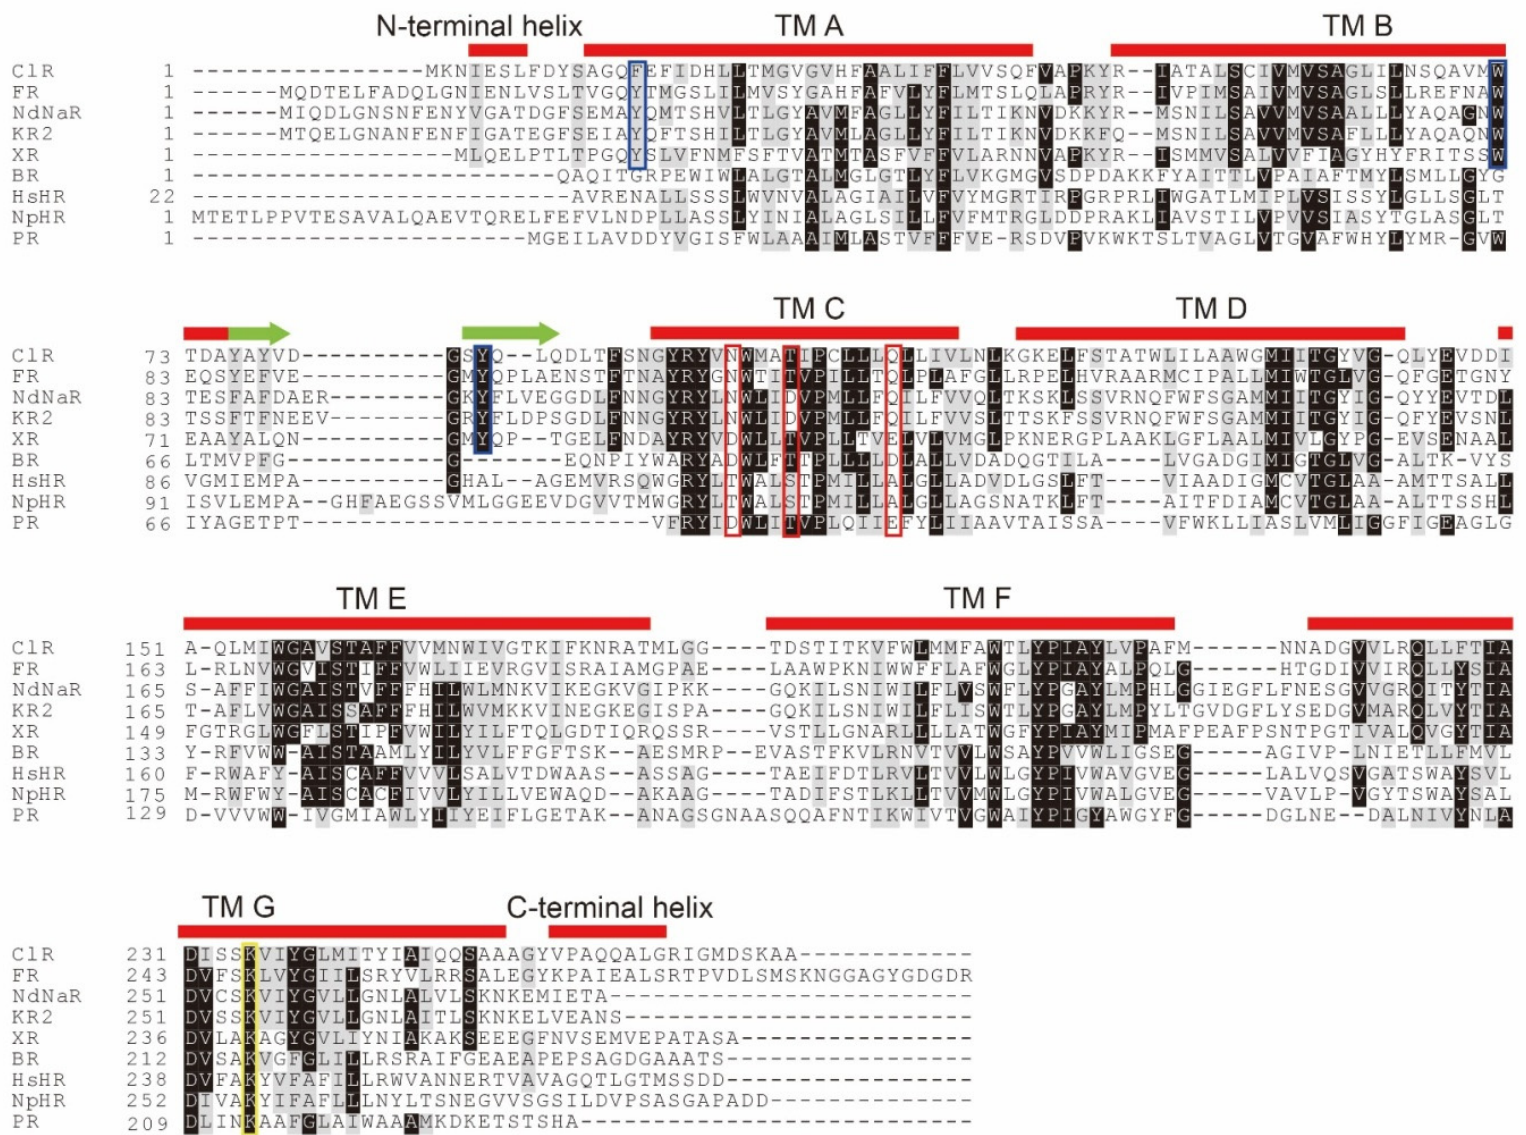 N-terminal helix TM A TM B
ClR 1 ----------------MKNIESLFDYSAGQFEFIDHLLTMGVGVHFAALIFFLVVSQFVAPKYR--IATALSCIVMVSAGLILNSQAVMW
FR 1 ------MQDTELFADQLGNIENLVSLTVGQYTMGSLILMVSYGAHFAFVLYFLMTSLQLAPRYR--IVPIMSAIVMVSAGLSLLREFNAW
NdNaR 1 ------MIQDLGNSNFENYVGATDGFSEMAYQMTSHVLTLGYAVMFAGLLYFILTIKNVDKKFQ--MSNILSAVVMVSAALLLYAQAGNW
KR2 1 ------MTQELGNANFENFIGATEGFSEIAYQFTSHILTLGYAVMLAGLLYFILTIKNVDKKFQ--MSNILSAVVMVSAFLLLYAQAQNW
XR 1 ------------------MLQELPTLTPGQYSLVFNMFSFTVATMTASFVFFVLARNNVAPKYR--ISMMVSALVVFIAGYHYFRITSSW
BR 1 -------------------------QAQITGRPEWIWLALGTALMGLGTLYFLVKGMGVSDPDAKKFYAITTLVPAIAFTMYLSMLLGYG
HsHR 22 --------------------------AVRENALLSSSLWVNVALAGIAILVFVYMGRTIRPGRPRLIWGATLMIPLVSISSYLGLLSGLT
NpHR 1 MTETLPPVTESAVALQAEVTQRELFEFVLNDPLLASSLYINIALAGLSILLFVFMTRGLDDPRAKLIAVSTILVPVVSIASYTGLASGLT
PR 1 -----------------------MGEILAVDDYVGISFWLAAAIMLASTVFFFVE-RSDVPVKWKTSLTVAGLVTGVAFWHYLYMR-GVW
TM C TM D
ClR 73 TDAYAYVD----------GSYQ--LQDLTFSNGYRYVNWMATIPCLLLQLLIVLNLKGKELFSTATWLILAAWGMIITGYVG-QLYEVDDI
FR 83 EQSYEFVE----------GMYQPLAENSTFTNAYRYGNWTITVPILLTQLPLAFGLLRPELHVRAARMCIPALLMIWTGLVG-QFGETGNY
NdNaR 83 TESFAFDAER--------GKYFLVEGGDLFNNGYRYLNWLIDVPMLLFQILFVVQLTKSKLSSVRNQFWFSGAMMIITGYIG-QYYEVTDL
KR2 83 TSSFTFNEEV--------GRYFLDPSGDLFNNGYRYLNWLIDVPMLLFQILFVVSLTTSKFSSVRNQFWFSGAMMIITGYIG-QFYEVSNL
XR 71 EAAYALQN----------GMYQP--TGELFNDAYRYVDWLLTVPLLTVELVLVMGLPKNERGPLAAKLGFLAALMIVLGYPG-EVSENAAL
BR 66 LTMVPFG-----------G-------EQNPIYWARYADWLFTTPLLLLDLALLVDADQGTILA----LVGADGIMIGTGLVG-ALTK-VYS
HsHR 86 VGMIEMPA----------GHAL--AGEMVRSQWGRYLTWALSTPMILLALGLLADVDLGSLFT----VIAADIGMCVTGLAA-AMTTSALL
NpHR 91 ISVLEMPA--GHFAEGSSVMLGGEEVDGVVTMWGRYLTWALSTPMILLALGLLAGSNATKLFT----AITFDIAMCVTGLAA-ALTTSSHL
PR 66 IYAGETPT-----------------------VFRYIDWLITVPLQIIEFYLIIAAVTAISSA----VFWKLLIASLVMLIGGFIGEAGLG
TM E TM F
ClR 151 A-QLMIWGAVSTAFFVVMNWIVGTKIFKNRATMLGG----TDSTITKVFWLMMFAWTLYPIAYLVPAFM------NNADGVVLRQLLFTIA
FR 163 L-RLNVWGVISTIFFVWLIIEVRGVISRAIAMGPAE----LAAWPKNIWWFFLAFWGLYPIAYALPQLG------HTGDIVVIRQLLYSIA
NdNaR 165 S-AFFIWGAISTVFFFHILWLMNKVIKEGKVGIPKK----GQKILSNIWILFLVSWFLYPGAYLMPHLGGIEGFLFNESGVVGRQITYTIA
KR2 165 T-AFLVWGAISSAFFFHILWVMKKVINEGKEGISPA----GQKILSNIWILFLISWTLYPGAYLMPYLTGVDGFLYSEDGVMARQLVYTIA
XR 149 FGTRGLWGFLSTIPFVWILYILFTQLGDTIQRQSSR----VSTLLGNARLLLLATWGFYPIAYMIPMAFPEAFPSNTPGTIVALQVGYTIA
BR 133 Y-RFVWW-AISTAAMLYILYVLFFGFTSK--AESMRP--EVASTFKVLRNVTVVLWSAYPVVWLIGSEG------AGIVP-LNIETLLFMVL
HsHR 160 F-RWAFY-AISCAFFVVVLSALVTDWAAS--ASSAG----TAEIFDTLRVLTVVLWLGYPIVWAVGVEG------LALVQSVGATSWAYSVL
NpHR 175 M-RWFWY-AISCACFIVVLYILLVEWAQD--AKAAG----TADIFSTLKLLTVVMWLGYPIVWALGVEG------VAVLP-VGYTSWAYSAL
PR 129 D-VVVWW-IVGMIAWLYIIYEIFLGETAK--ANAGSGNAASQQAFNTIKWIVTVGWAIYPIGYAWGYFG------DGLNE--DALNIVYNLA
TM G C-terminal helix
ClR 231 DISSKVIYGLMITYIAIQQSAAAGYVPAQQALGRIGMDSKAA------------
FR 243 DVFSKLVYGIILSRYVLRRSALEGYKPAIEALSRTPVDLSMSKNGGAGYGDGDR
NdNaR 251 DVCSKVIYGVLLGNLALVLSKNKEMIETA-------------------------
KR2 251 DVSSKVIYGVLLGNLAITLSKNKELVEANS------------------------
XR 236 DVLAKAGYGVLIYNIAKAKSEEEGFNVSEMVEPATASA----------------
BR 212 DVSAKVGFGLILLRSRAIFGEAEAPEPSAGDGAAATS-----------------
HsHR 238 DVFAKYVFAFILLRWVANNERTVAVAGQTLGTMSSDD-----------------
NpHR 252 DIVAKYIFAFLLLNYLTSNEGVVSGSILDVPSASGAPADD--------------
PR 209 DLINKAAFGLAIWAAAMKDKETSTSHA---------------------------